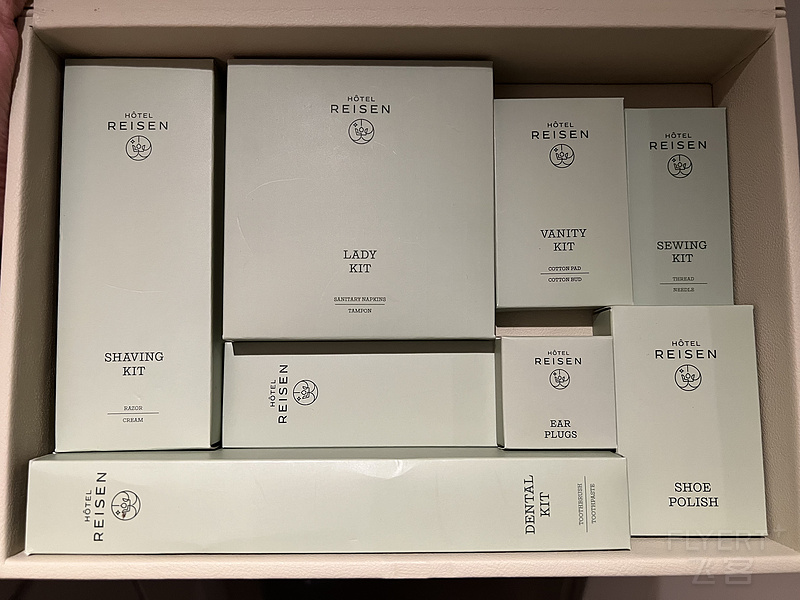 HÔTEL
REISEN
SHAVING
KIT
RAZOR
CREAM
HÔTEL
REISEN
LADY
KIT
SANITARY NAPKINS
TAMPON
HÔTEL
REISEN
VANITY
KIT
COTTON PAD
COTTON BUD
HÔTEL
REISEN
SEWING
KIT
THREAD
NEEDLE
HÔTEL
REISEN
HÔTEL
REISEN
EAR
PLUGS
HÔTEL
REISEN
SHOE
POLISH
HÔTEL
REISEN
DENTAL
KIT
TOOTHBRUSH
TOOTHPASTE
FLYERT
飞客